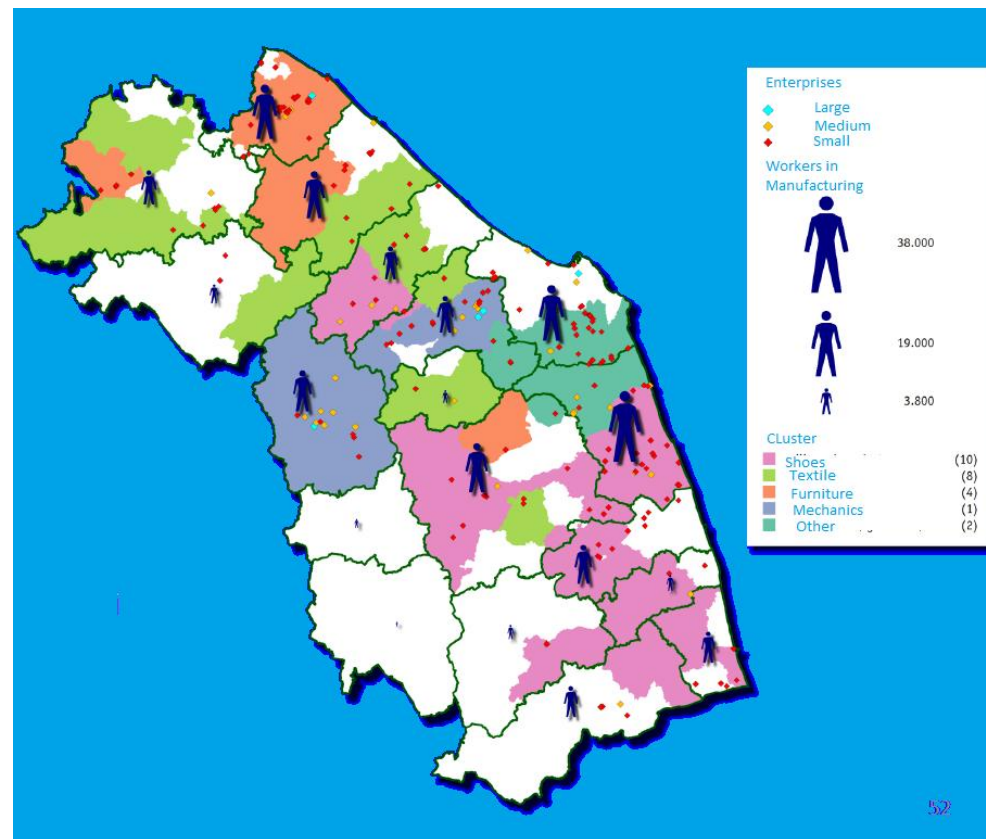 Enterprises
Large
Medium
Small
Workers in
Manufacturing
38.000
19.000
3.800
CLuster
Shoes (10)
Textile (8)
Furniture (4)
Mechanics (1)
Other (2)
52